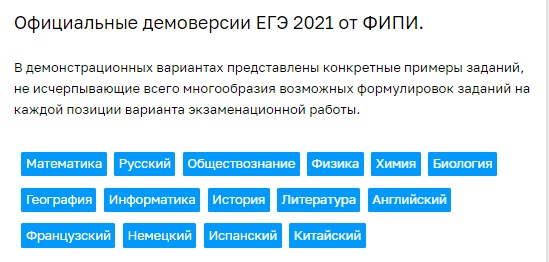 Официальные демоверсии ЕГЭ 2021 от ФИПИ.
В демонстрационных вариантах представлены конкретные примеры заданий,
не исчерпывающие всего многообразия возможных формулировок заданий на
каждой позиции варианта экзаменационной работы.
Математика Русский Обществознание Физика Химия Биология
География Информатика История Литература Английский
Французский Немецкий Испанский Китайский